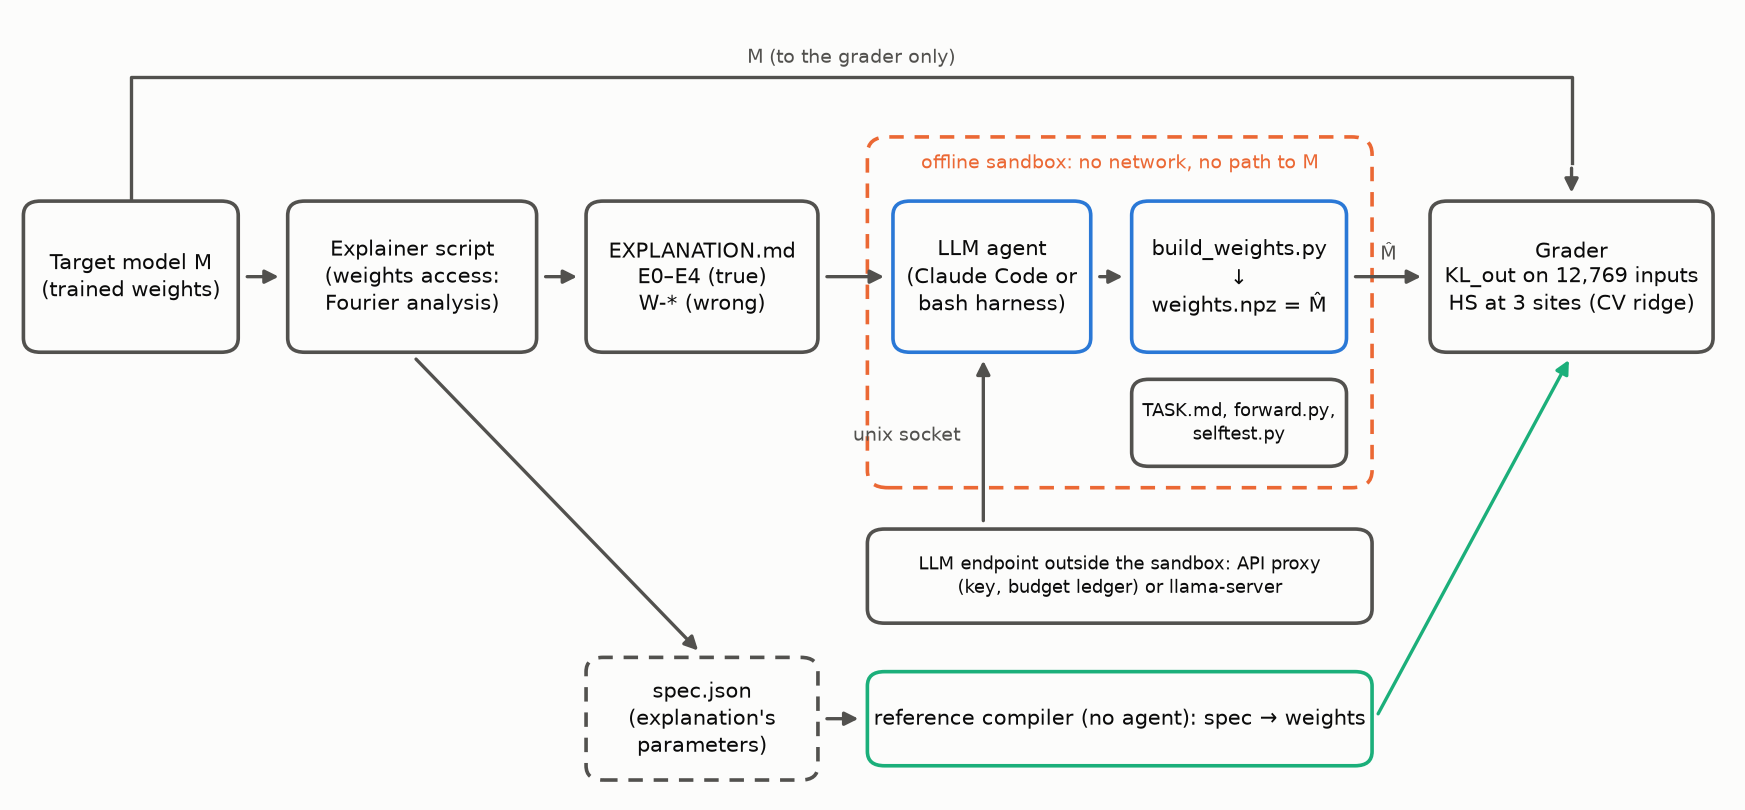 M (to the grader only)
offline sandbox: no network, no path to M
Target model M
(trained weights)
Explainer script
(weights access:
Fourier analysis)
EXPLANATION.md
E0–E4 (true)
W-* (wrong)
LLM agent
(Claude Code or
bash harness)
build_weights.py
↓
weights.npz = M̂
M̂
Grader
KL_out on 12,769 inputs
HS at 3 sites (CV ridge)
TASK.md, forward.py,
selftest.py
unix socket
LLM endpoint outside the sandbox: API proxy
(key, budget ledger) or llama-server
spec.json
(explanation's
parameters)
reference compiler (no agent): spec → weights